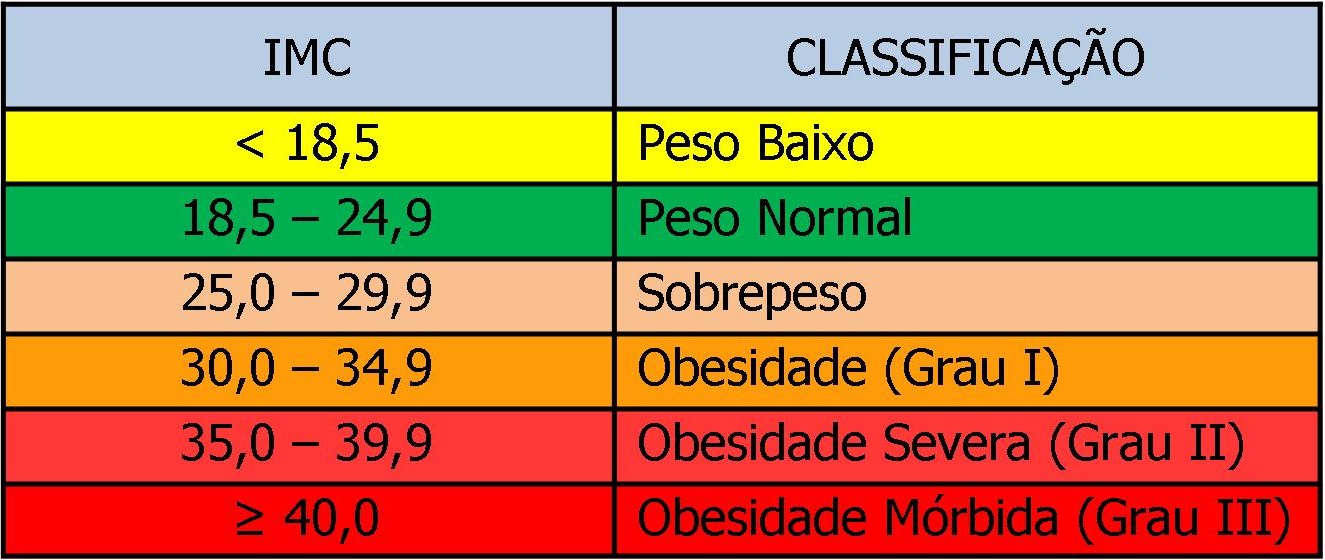 IMC CLASSIFICAÇÃO
< 18,5 Peso Baixo
18,5 – 24,9 Peso Normal
25,0 – 29,9 Sobrepeso
30,0 – 34,9 Obesidade (Grau I)
35,0 – 39,9 Obesidade Severa (Grau II)
≥ 40,0 Obesidade Mórbida (Grau III)